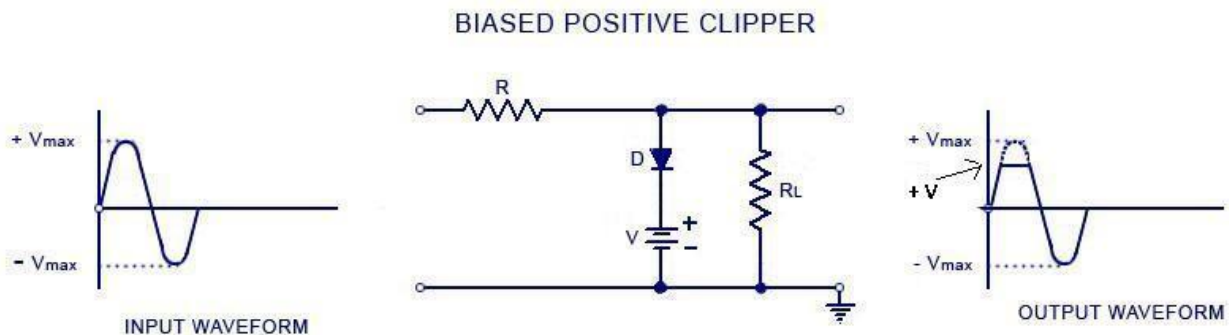 BIASED POSITIVE CLIPPER
R
+ Vmax
+ Vmax
D
RL
+ V
V
+
−
− Vmax
- Vmax
INPUT WAVEFORM
OUTPUT WAVEFORM